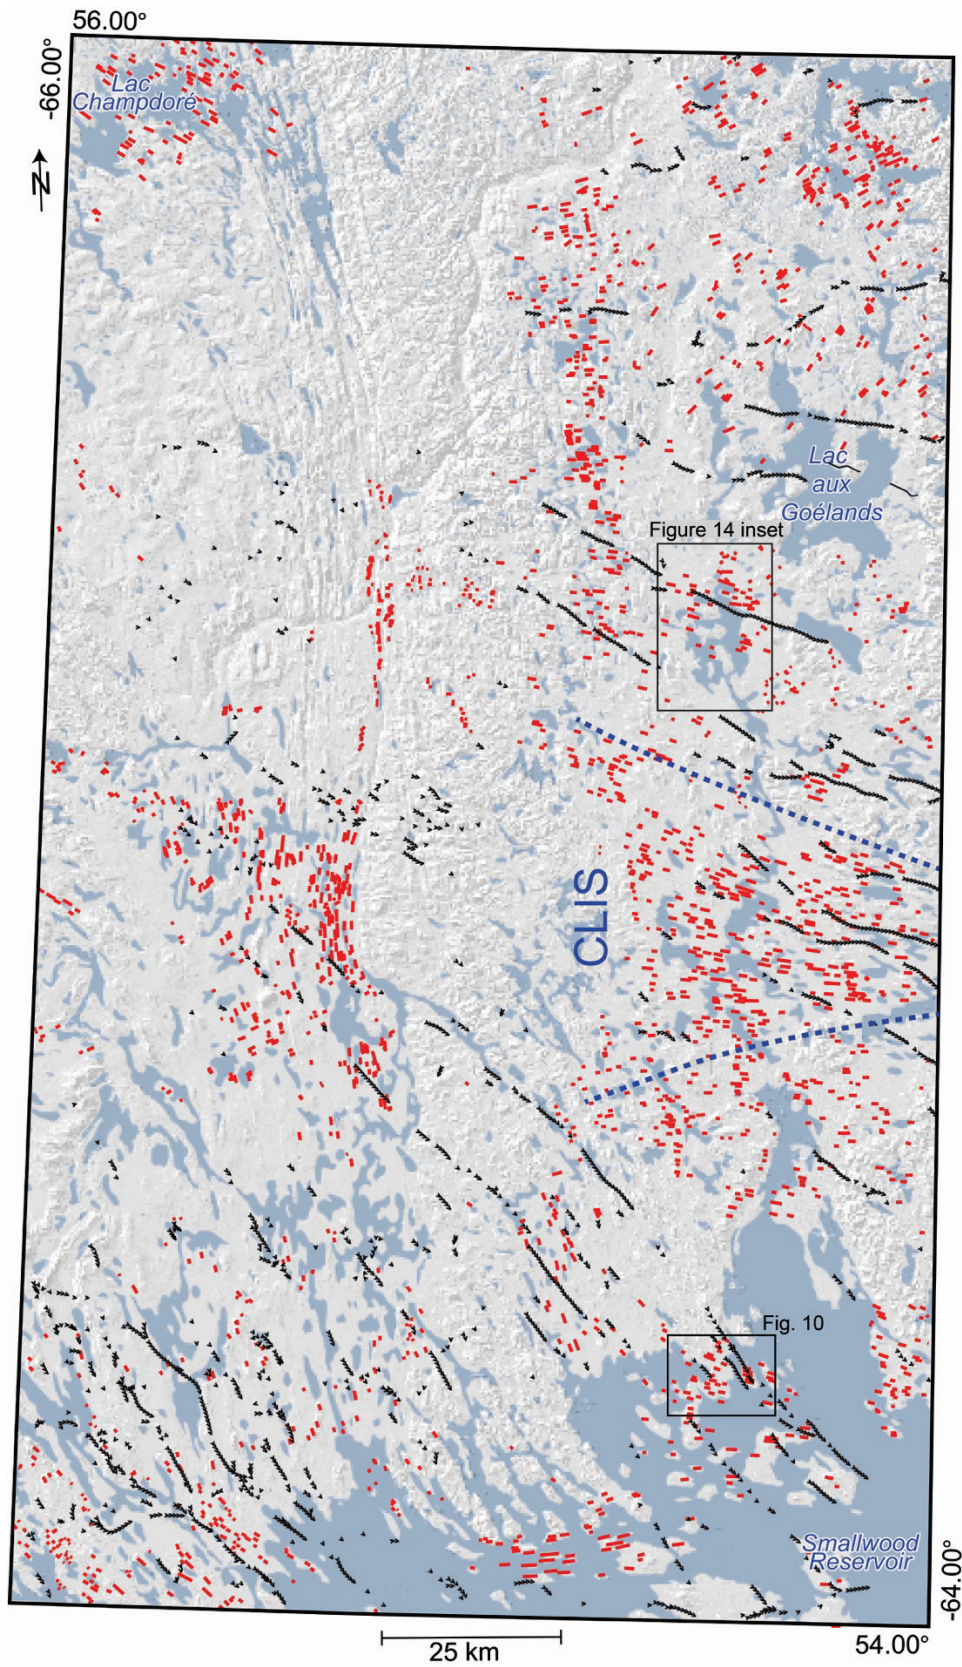 56.00°
-66.00°
Lac
Champdoré
N
Lac
aux
Goélands
Figure 14 inset
CLIS
Fig. 10
Smallwood
Reservoir
-64.00°
54.00°
25 km